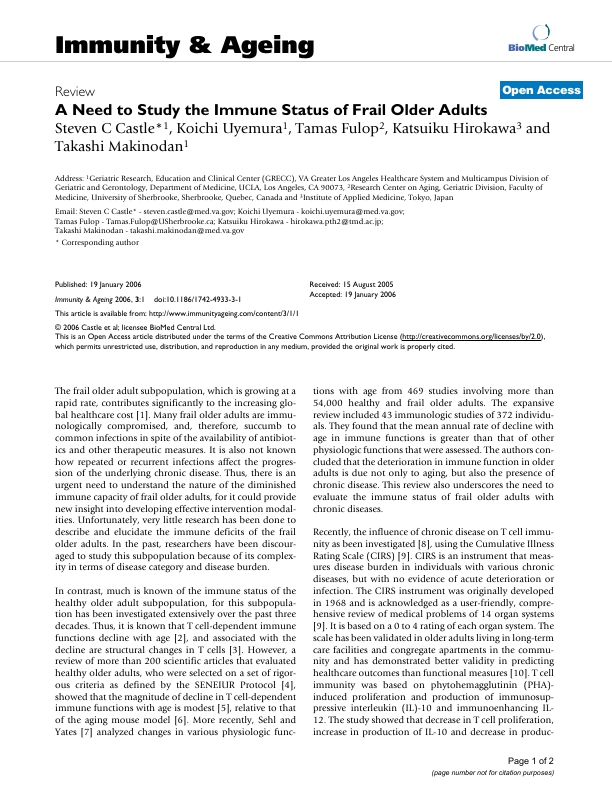 Immunity & Ageing
BioMed Central
Review
Open Access
A Need to Study the Immune Status of Frail Older Adults
Steven C Castle*1, Koichi Uyemura1, Tamas Fulop2, Katsuiku Hirokawa3 and
Takashi Makinodan1
Address: 1Geriatric Research, Education and Clinical Center (GRECC), VA Greater Los Angeles Healthcare System and Multicampus Division of
Geriatric and Gerontology, Department of Medicine, UCLA, Los Angeles, CA 90073, 2Research Center on Aging, Geriatric Division, Faculty of
Medicine, University of Sherbrooke, Sherbrooke, Quebec, Canada and 3Institute of Applied Medicine, Tokyo, Japan
Email: Steven C Castle* - steven.castle@med.va.gov; Koichi Uyemura - koichi.uyemura@med.va.gov;
Tamas Fulop - Tamas.Fulop@USherbrooke.ca; Katsuiku Hirokawa - hirokawa.pth2@tmd.ac.jp;
Takashi Makinodan - takashi.makinodan@med.va.gov
* Corresponding author
Published: 19 January 2006
Immunity & Ageing 2006, 3:1 doi:10.1186/1742-4933-3-1
Received: 15 August 2005
Accepted: 19 January 2006
This article is available from: http://www.immunityageing.com/content/3/1/1
© 2006 Castle et al; licensee BioMed Central Ltd.
This is an Open Access article distributed under the terms of the Creative Commons Attribution License (http://creativecommons.org/licenses/by/2.0),
which permits unrestricted use, distribution, and reproduction in any medium, provided the original work is properly cited.
The frail older adult subpopulation, which is growing at a
rapid rate, contributes significantly to the increasing glo-
bal healthcare cost [1]. Many frail older adults are immu-
nologically compromised, and, therefore, succumb to
common infections in spite of the availability of antibiot-
ics and other therapeutic measures. It is also not known
how repeated or recurrent infections affect the progres-
sion of the underlying chronic disease. Thus, there is an
urgent need to understand the nature of the diminished
immune capacity of frail older adults, for it could provide
new insight into developing effective intervention modal-
ities. Unfortunately, very little research has been done to
describe and elucidate the immune deficits of the frail
older adults. In the past, researchers have been discour-
aged to study this subpopulation because of its complex-
ity in terms of disease category and disease burden.
In contrast, much is known of the immune status of the
healthy older adult subpopulation, for this subpopula-
tion has been investigated extensively over the past three
decades. Thus, it is known that T cell-dependent immune
functions decline with age [2], and associated with the
decline are structural changes in T cells [3]. However, a
review of more than 200 scientific articles that evaluated
healthy older adults, who were selected on a set of rigor-
ous criteria as defined by the SENEIUR Protocol [4],
showed that the magnitude of decline in T cell-dependent
immune functions with age is modest [5], relative to that
of the aging mouse model [6]. More recently, Sehl and
Yates [7] analyzed changes in various physiologic func-
tions with age from 469 studies involving more than
54,000 healthy and frail older adults. The expansive
review included 43 immunologic studies of 372 individu-
als. They found that the mean annual rate of decline with
age in immune functions is greater than that of other
physiologic functions that were assessed. The authors con-
cluded that the deterioration in immune function in older
adults is due not only to aging, but also the presence of
chronic disease. This review also underscores the need to
evaluate the immune status of frail older adults with
chronic diseases.
Recently, the influence of chronic disease on T cell immu-
nity as been investigated [8], using the Cumulative Illness
Rating Scale (CIRS) [9]. CIRS is an instrument that meas-
ures disease burden in individuals with various chronic
diseases, but with no evidence of acute deterioration or
infection. The CIRS instrument was originally developed
in 1968 and is acknowledged as a user-friendly, compre-
hensive review of medical problems of 14 organ systems
[9]. It is based on a 0 to 4 rating of each organ system. The
scale has been validated in older adults living in long-term
care facilities and congregate apartments in the commu-
nity and has demonstrated better validity in predicting
healthcare outcomes than functional measures [10]. T cell
immunity was based on phytohemagglutinin (PHA)-
induced proliferation and production of immunosup-
pressive interleukin (IL)-10 and immunoenhancing IL-
12. The study showed that decrease in T cell proliferation,
increase in production of IL-10 and decrease in produc-
Page 1 of 2
(page number not for citation purposes)